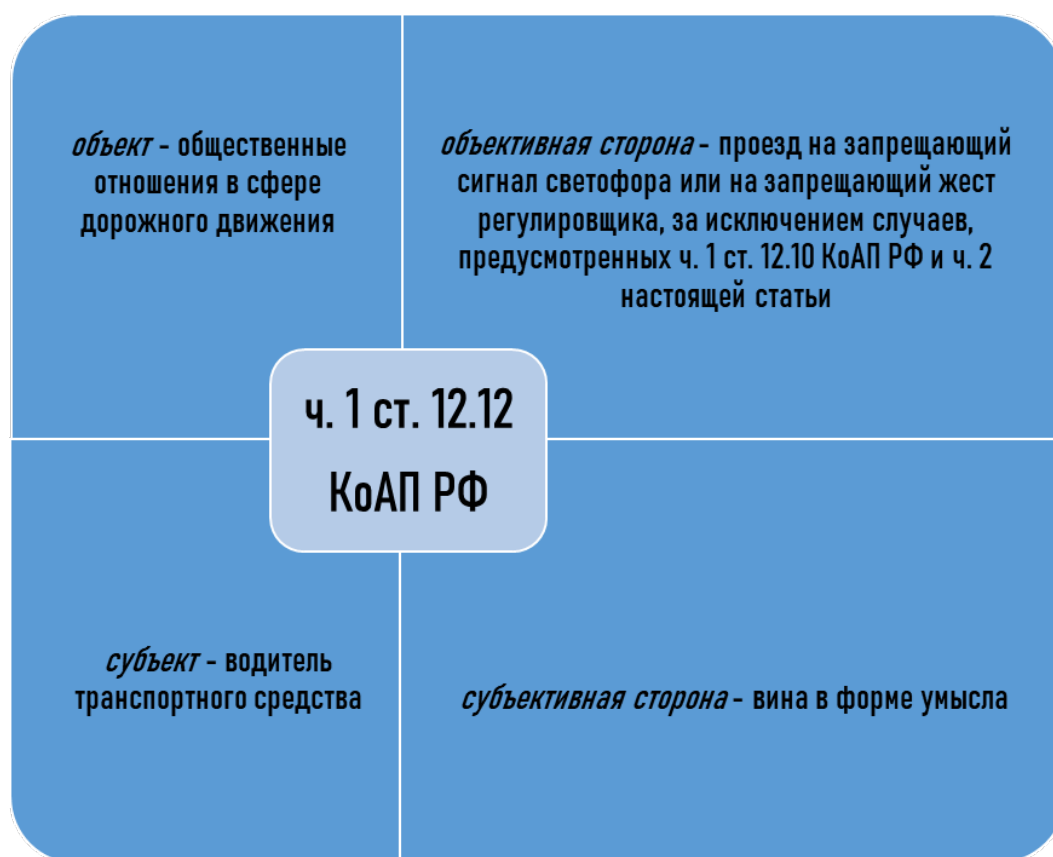 объект - общественные
отношения в сфере
дорожного движения
объективная сторона - проезд на запрещающий
сигнал светофора или на запрещающий жест
регулировщика, за исключением случаев,
предусмотренных ч. 1 ст. 12.10 КоАП РФ и ч. 2
настоящей статьи
ч. 1 ст. 12.12
КоАП РФ
субъект - водитель
транспортного средства
субъективная сторона - вина в форме умысла